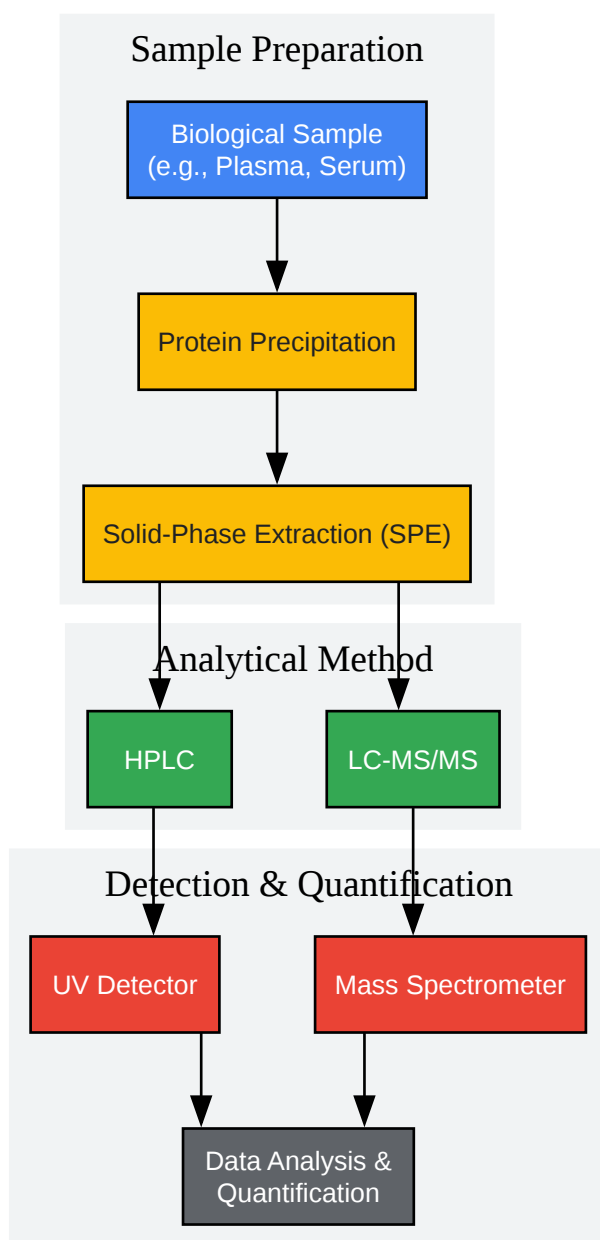 Sample Preparation
Biological Sample
(e.g., Plasma, Serum)
Protein Precipitation
Solid-Phase Extraction (SPE)
Analytical Method
HPLC
LC-MS/MS
Detection & Quantification
UV Detector
Mass Spectrometer
Data Analysis &
Quantification